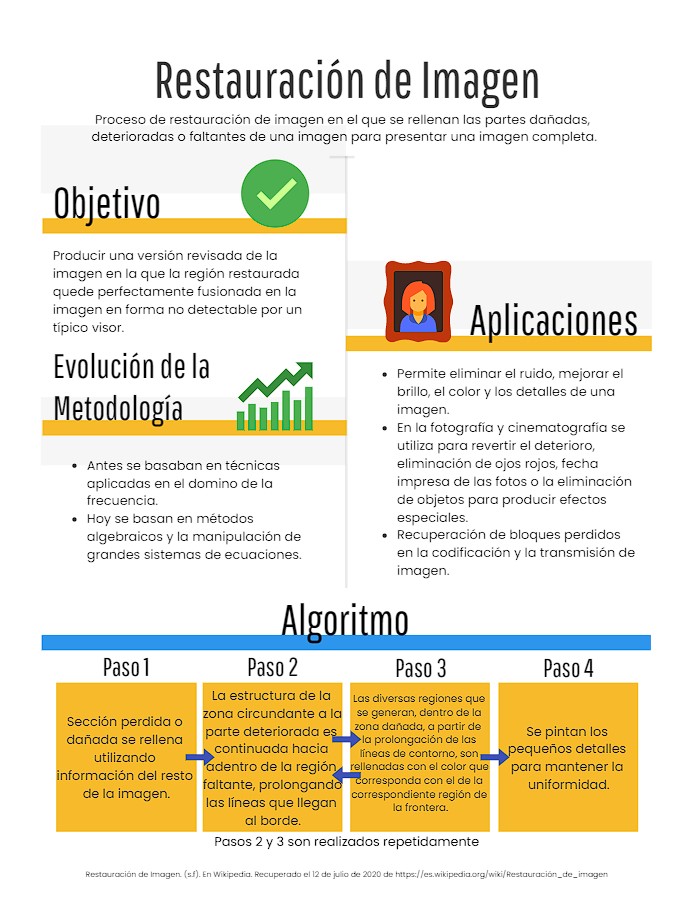 Restauración de Imagen
Proceso de restauración de imagen en el que se rellenan las partes dañadas,
deterioradas o faltantes de una imagen para presentar una imagen completa.
Objetivo
Producir una versión revisada de la
imagen en la que la región restaurada
quede perfectamente fusionada en la
imagen en forma no detectable por un
típico visor.
Evolución de la
Metodología
• Antes se basaban en técnicas
aplicadas en el domino de la
frecuencia.
• Hoy se basan en métodos
algebraicos y la manipulación de
grandes sistemas de ecuaciones.
Aplicaciones
• Permite eliminar el ruido, mejorar el
brillo, el color y los detalles de una
imagen.
• En la fotografía y cinematografía se
utiliza para revertir el deterioro,
eliminación de ojos rojos, fecha
impresa de las fotos o la eliminación
de objetos para producir efectos
especiales.
• Recuperación de bloques perdidos
en la codificación y la transmisión de
imagen.
Algoritmo
Paso 1
Sección perdida o
dañada se rellena
utilizando
información del resto
de la imagen.
Paso 2
La estructura de la
zona circundante a la
parte deteriorada es
continuada hacia
adentro de la región
faltante, prolongando
las líneas que llegan
al borde.
Paso 3
Las diversas regiones que
se generan, dentro de la
zona dañada, a partir de
la prolongación de las
líneas de contorno, son
rellenadas con el color que
corresponda con el de la
correspondiente región de
la frontera.
Paso 4
Se pintan los
pequeños detalles
para mantener la
uniformidad.
Pasos 2 y 3 son realizados repetidamente
Restauración de Imagen. (s.f). En Wikipedia. Recuperado el 12 de julio de 2020 de https://es.wikipedia.org/wiki/Restauración_de_imagen